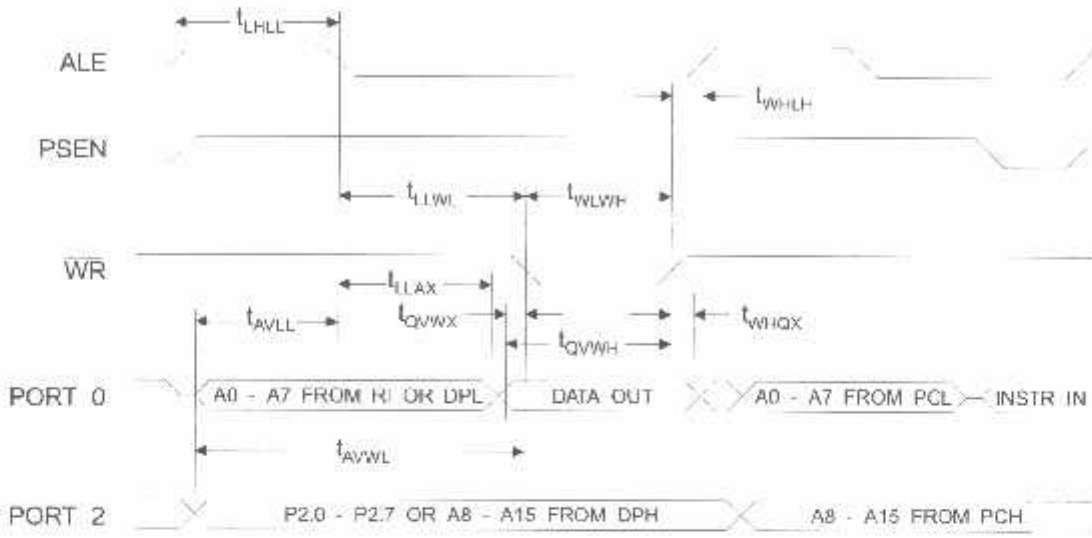 tLHLL
ALE
tWHLH
PSEN
tLLWL tWLWH
WR
tLLAX
tAVLL tQVWX tWHQX
tQVWH
PORT 0 A0 - A7 FROM RI OR DPL DATA OUT A0 - A7 FROM PCL INSTR IN
tAVWL
PORT 2 P2.0 - P2.7 OR A8 - A15 FROM DPH A8 - A15 FROM PCH